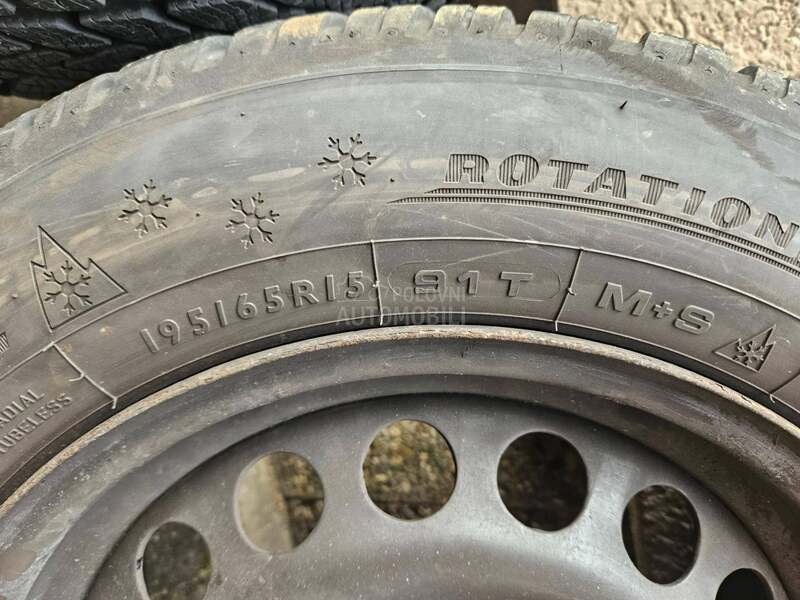 ROTATION
195/65R15 91T M+S
RADIAL
TUBELESS
POLOVNI
AUTOMOBILI